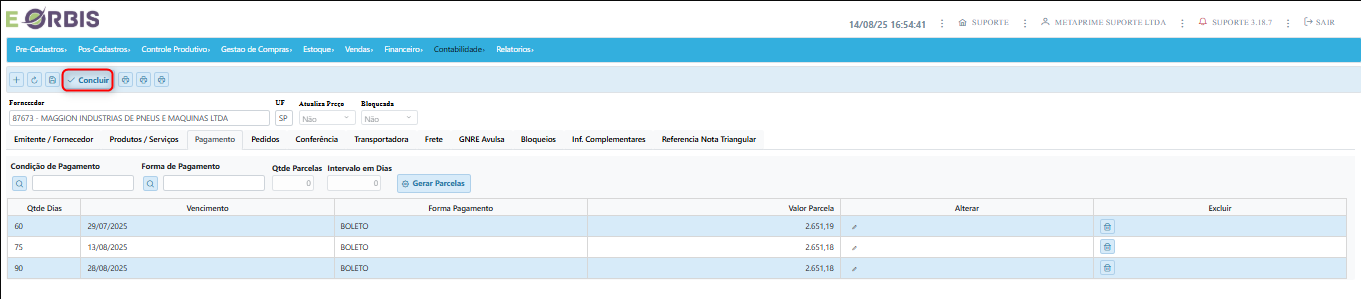 E ORBIS
14/08/25 16:54:41 SUPORTE METAPRIME SUPORTE LTDA SUPORTE 3.18.7 SAIR
Pre-Cadastros Pos-Cadastros Controle Produtivo Gestao de Compras Estoque Vendas Financeiro Contabilidade Relatorios
Concluir
Fornecedor UF Atualiza Preço Bloqueada
87673 - MAGGION INDUSTRIAS DE PNEUS E MAQUINAS LTDA SP Não Não
Emitente / Fornecedor Produtos / Serviços Pagamento Pedidos Conferência Transportadora Frete GNRE Avulsa Bloqueios Inf. Complementares Referencia Nota Triangular
Condição de Pagamento Forma de Pagamento Qtde Parcelas Intervalo em Dias
0 0 Gerar Parcelas
Qtde Dias Vencimento Forma Pagamento Valor Parcela Alterar Excluir
60 29/07/2025 BOLETO 2.651,19
75 13/08/2025 BOLETO 2.651,18
90 28/08/2025 BOLETO 2.651,18